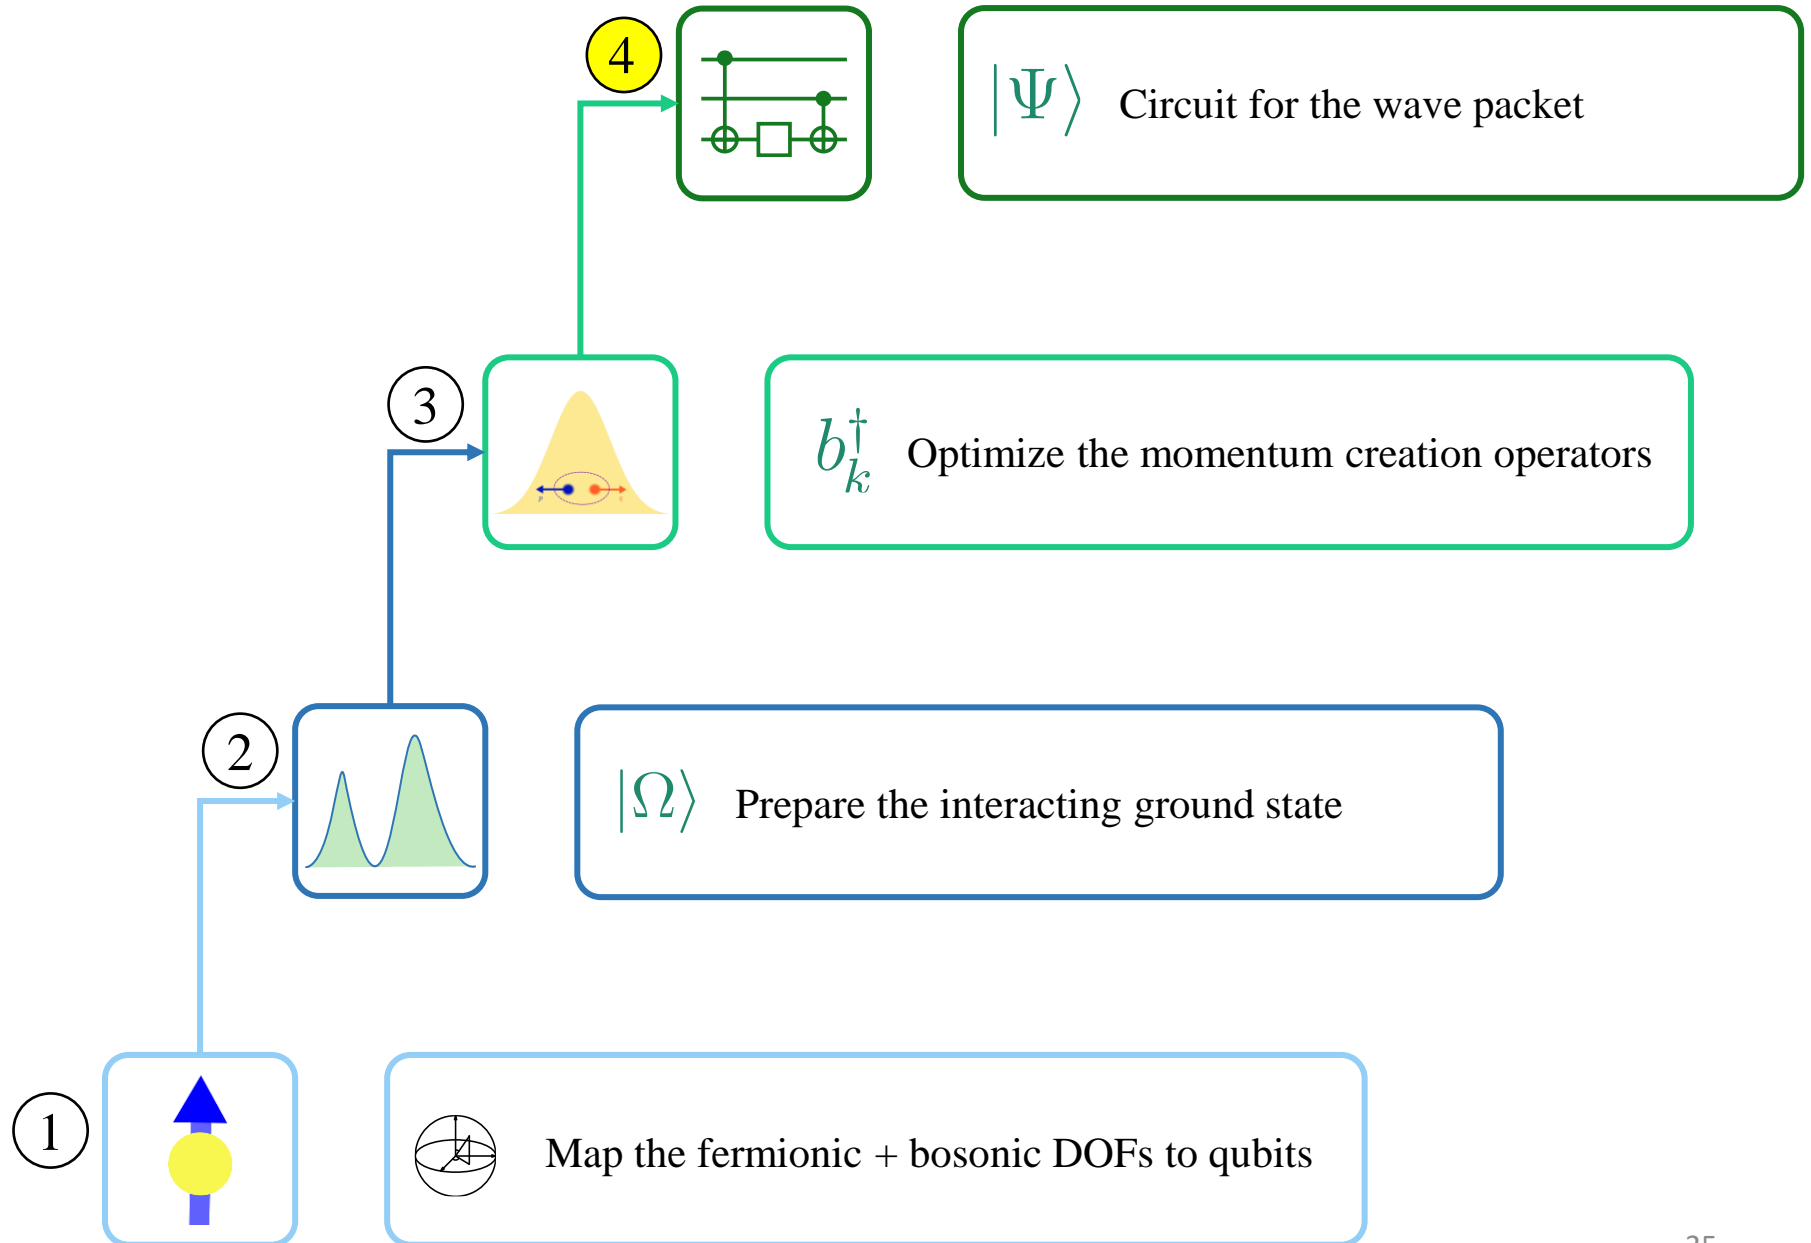 4
|Ψ⟩ Circuit for the wave packet
3
b†k Optimize the momentum creation operators
2
|Ω⟩ Prepare the interacting ground state
1
Map the fermionic + bosonic DOFs to qubits